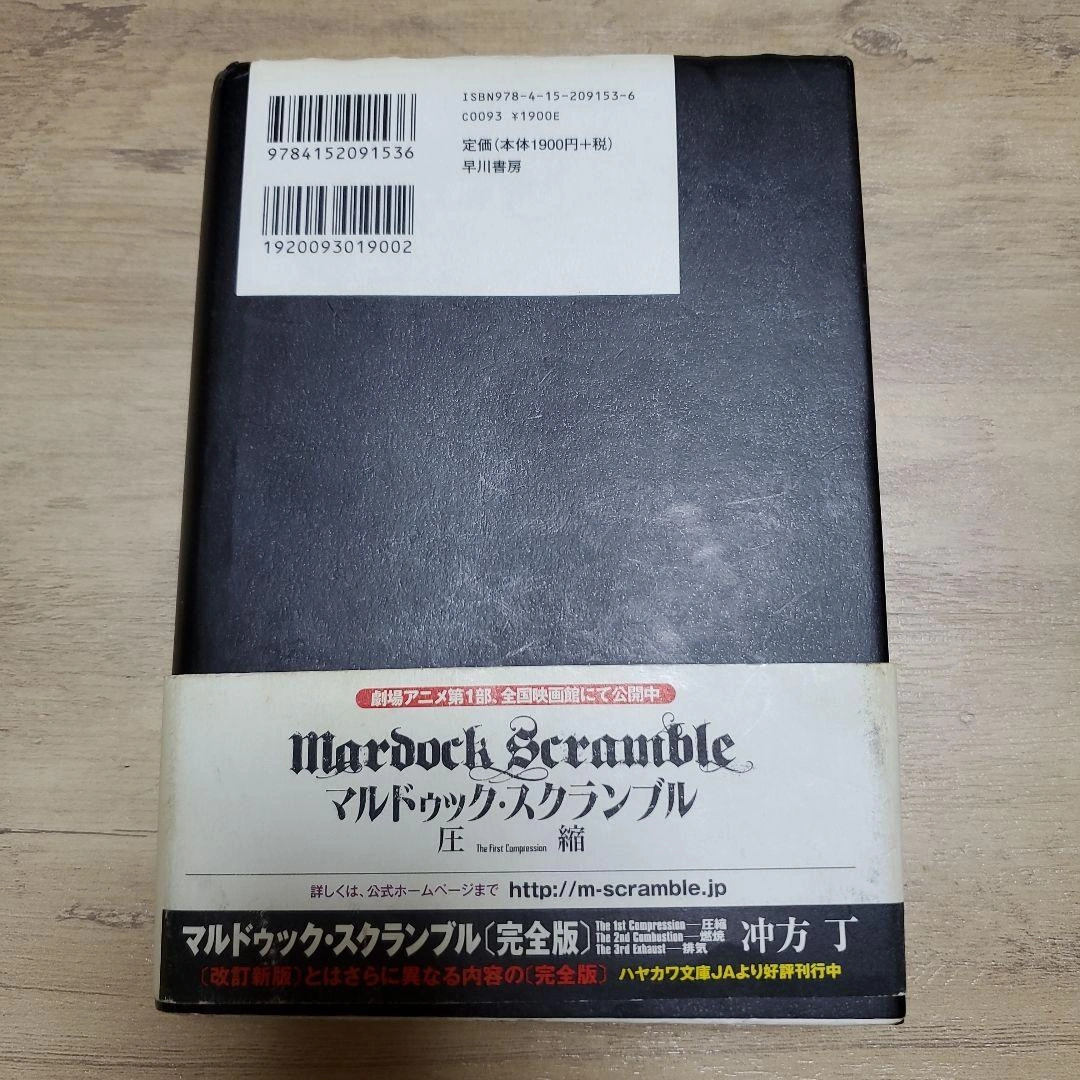 ISBN978-4-15-209153-6
C0093 ¥1900E
定価(本体1900円+税)
早川書房
9784152091536
1920093019002
劇場アニメ第1部、全国映画館にて公開中
Mardock Scramble
マルドゥック・スクランブル
圧 The First Compression 縮
詳しくは、公式ホームページまで http://m-scramble.jp
マルドゥック・スクランブル〔完全版〕
The 1st Compression——圧縮
The 2nd Combustion——燃焼
The 3rd Exhaust——排気
冲方 丁
〔改訂新版〕とはさらに異なる内容の〔完全版〕 ハヤカワ文庫JAより好評刊行中